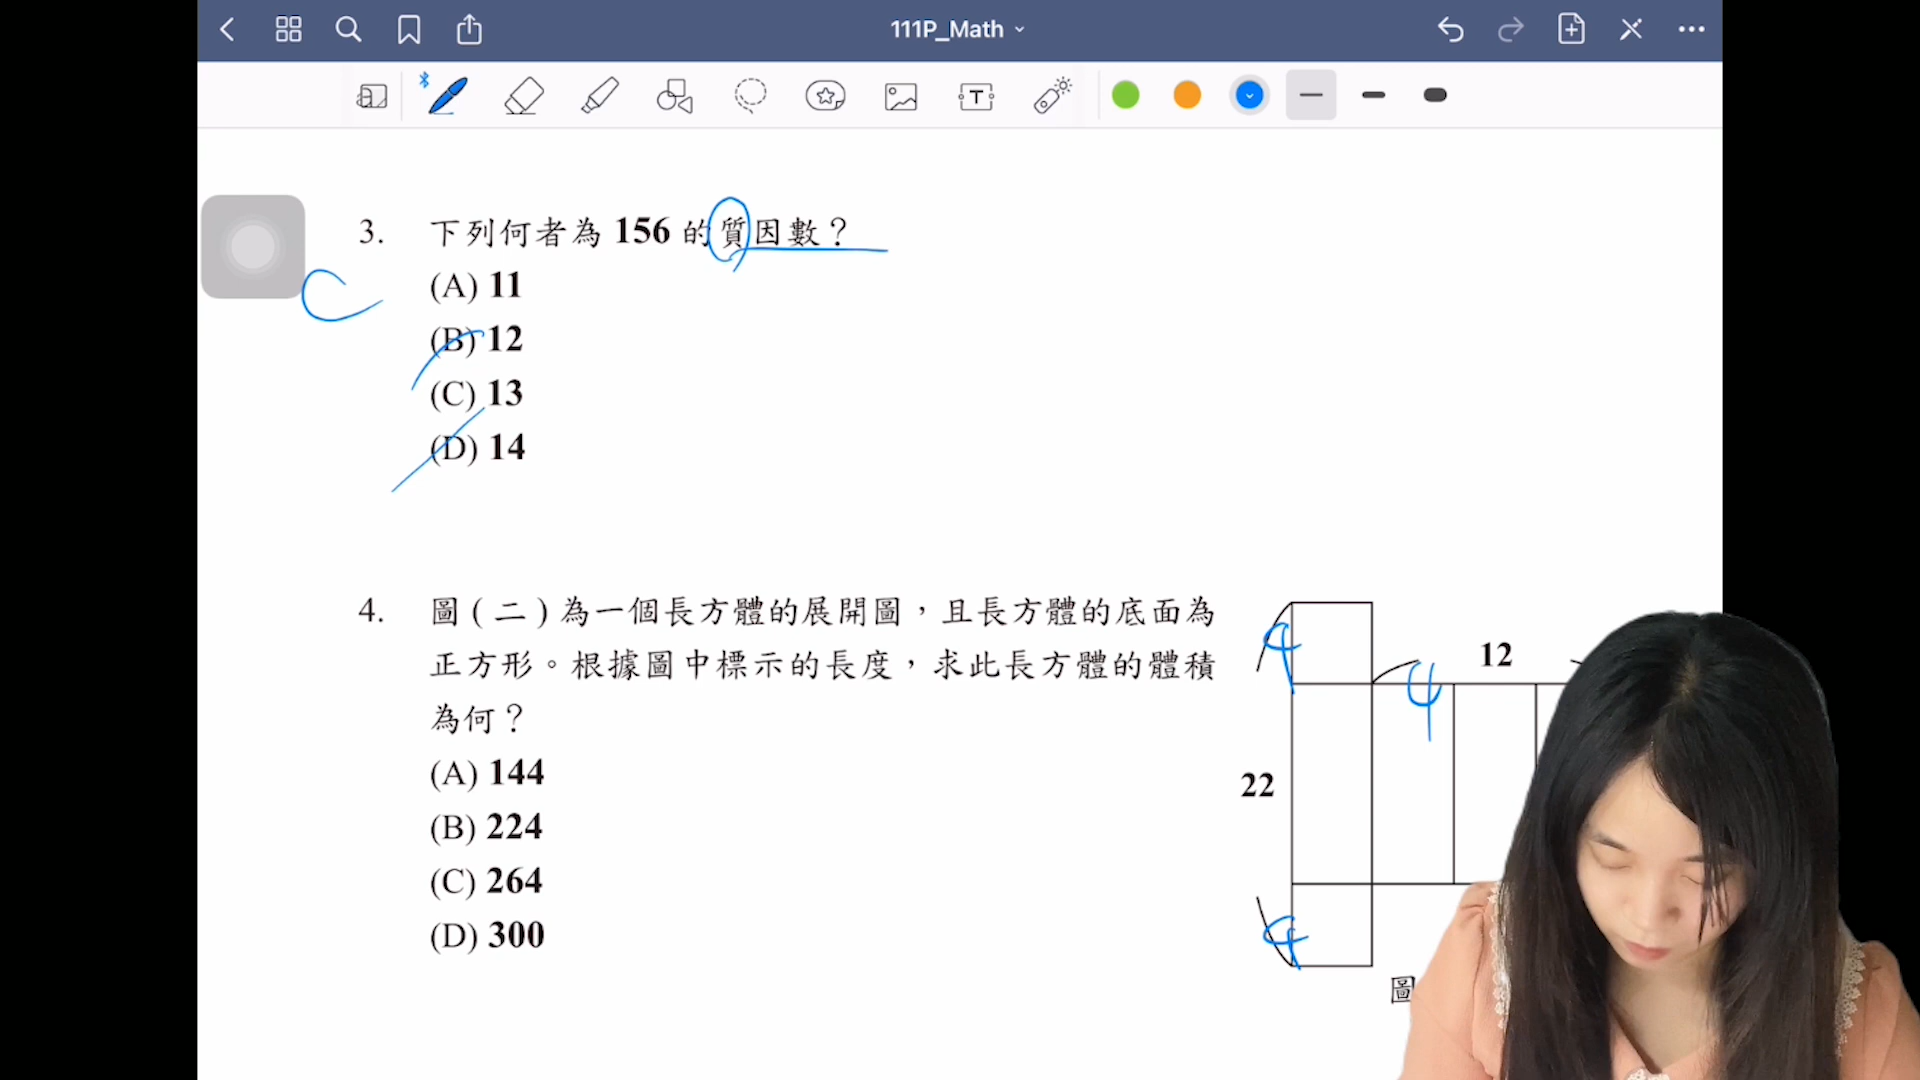 111P_Math
3. 下列何者為 156 的質因數？
C
(A) 11
(B) 12
(C) 13
(D) 14
4. 圖（二）為一個長方體的展開圖，且長方體的底面為
正方形。根據圖中標示的長度，求此長方體的體積
為何？
(A) 144
(B) 224
(C) 264
(D) 300
4
12
4
22
4
圖